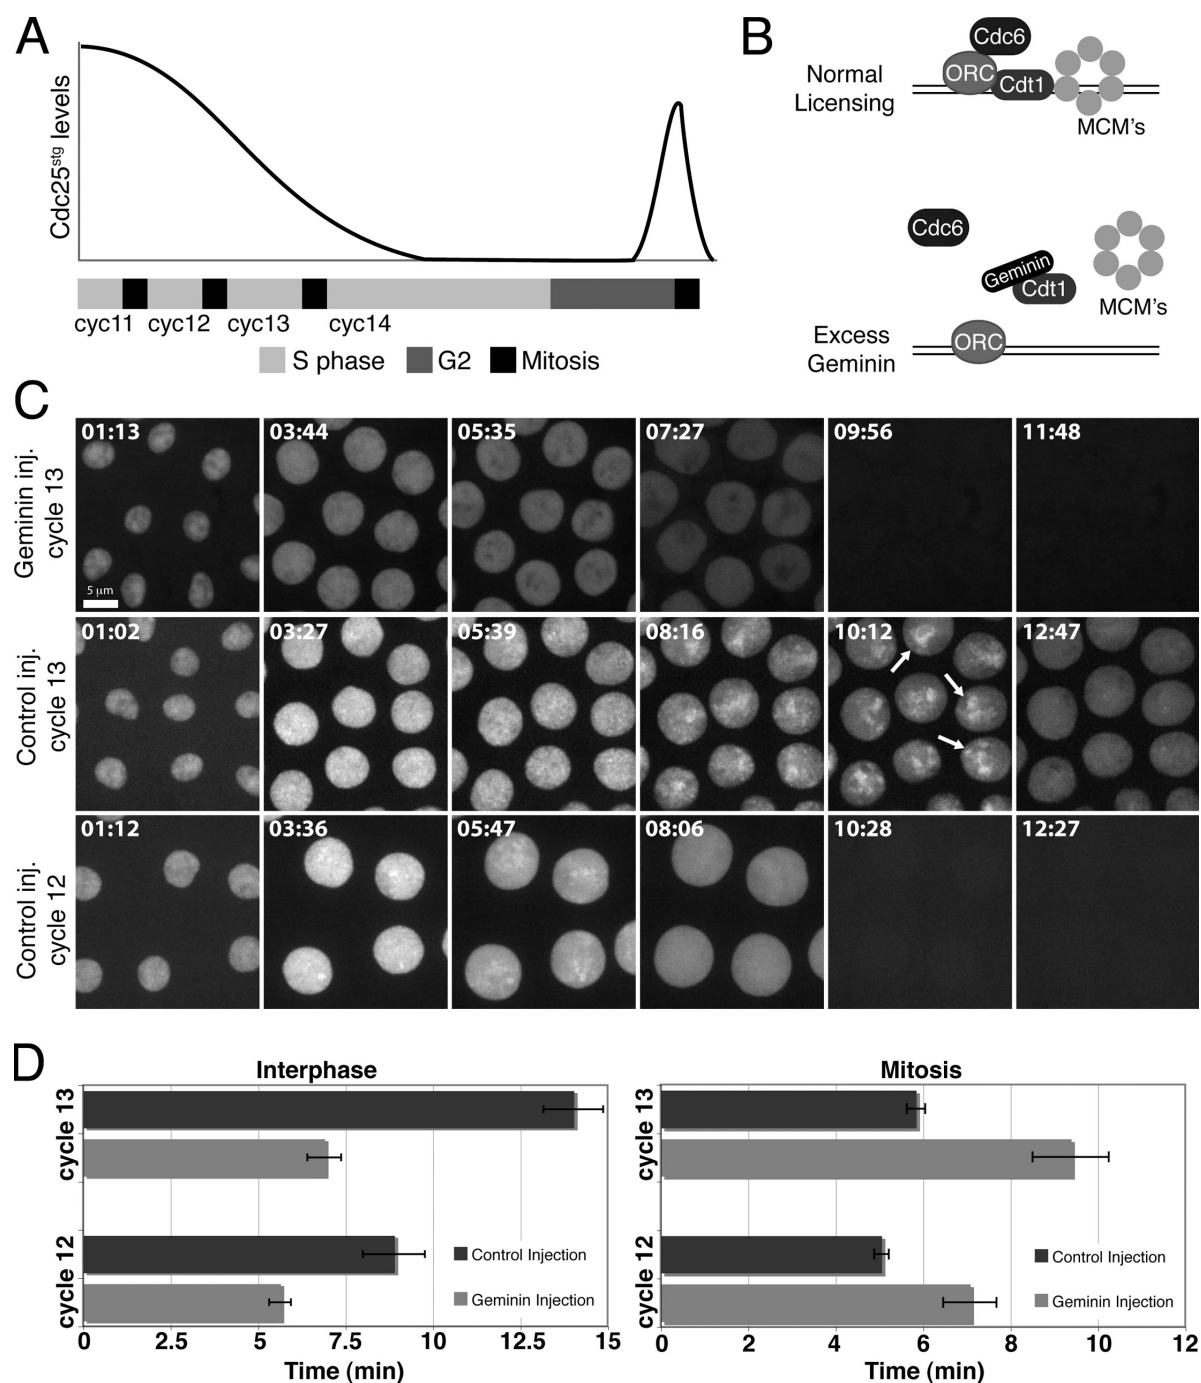 A
Cdc25stg levels
cyc11 cyc12 cyc13 cyc14
S phase G2 Mitosis
B
Normal
Licensing
Cdc6
ORC
Cdt1
MCM's
Cdc6
Geminin
Cdt1
MCM's
Excess
Geminin
ORC
C
Geminin inj.
cycle 13
01:13 03:44 05:35 07:27 09:56 11:48
5 μm
Control inj.
cycle 13
01:02 03:27 05:39 08:16 10:12 12:47
Control inj.
cycle 12
01:12 03:36 05:47 08:06 10:28 12:27
D
Interphase
cycle 13
cycle 12
Control Injection
Geminin Injection
0 2.5 5 7.5 10 12.5 15
Time (min)
Mitosis
cycle 13
cycle 12
Control Injection
Geminin Injection
0 2 4 6 8 10 12
Time (min)